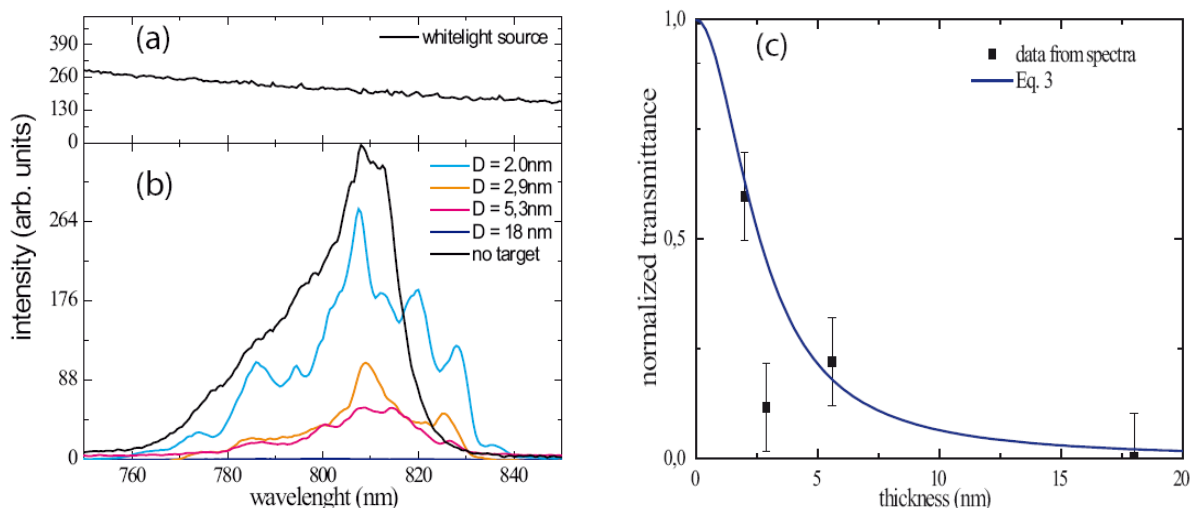 (a)
whitelight source
390
260
130
0
(b)
D = 2.0nm
D = 2,9nm
D = 5,3nm
D = 18 nm
no target
264
176
88
0
intensity (arb. units)
760 780 800 820 840
wavelenght (nm)
(c)
data from spectra
Eq. 3
1,0
0,5
0,0
normalized transmittance
0 5 10 15 20
thickness (nm)